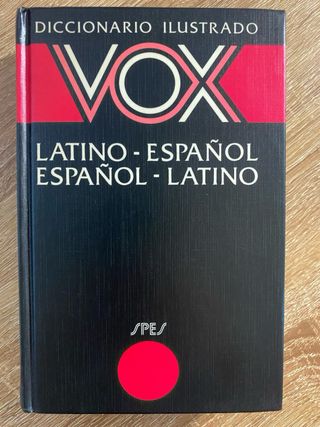 DICCIONARIO ILUSTRADO
VOX
LATINO - ESPAÑOL
ESPAÑOL - LATINO
SPES